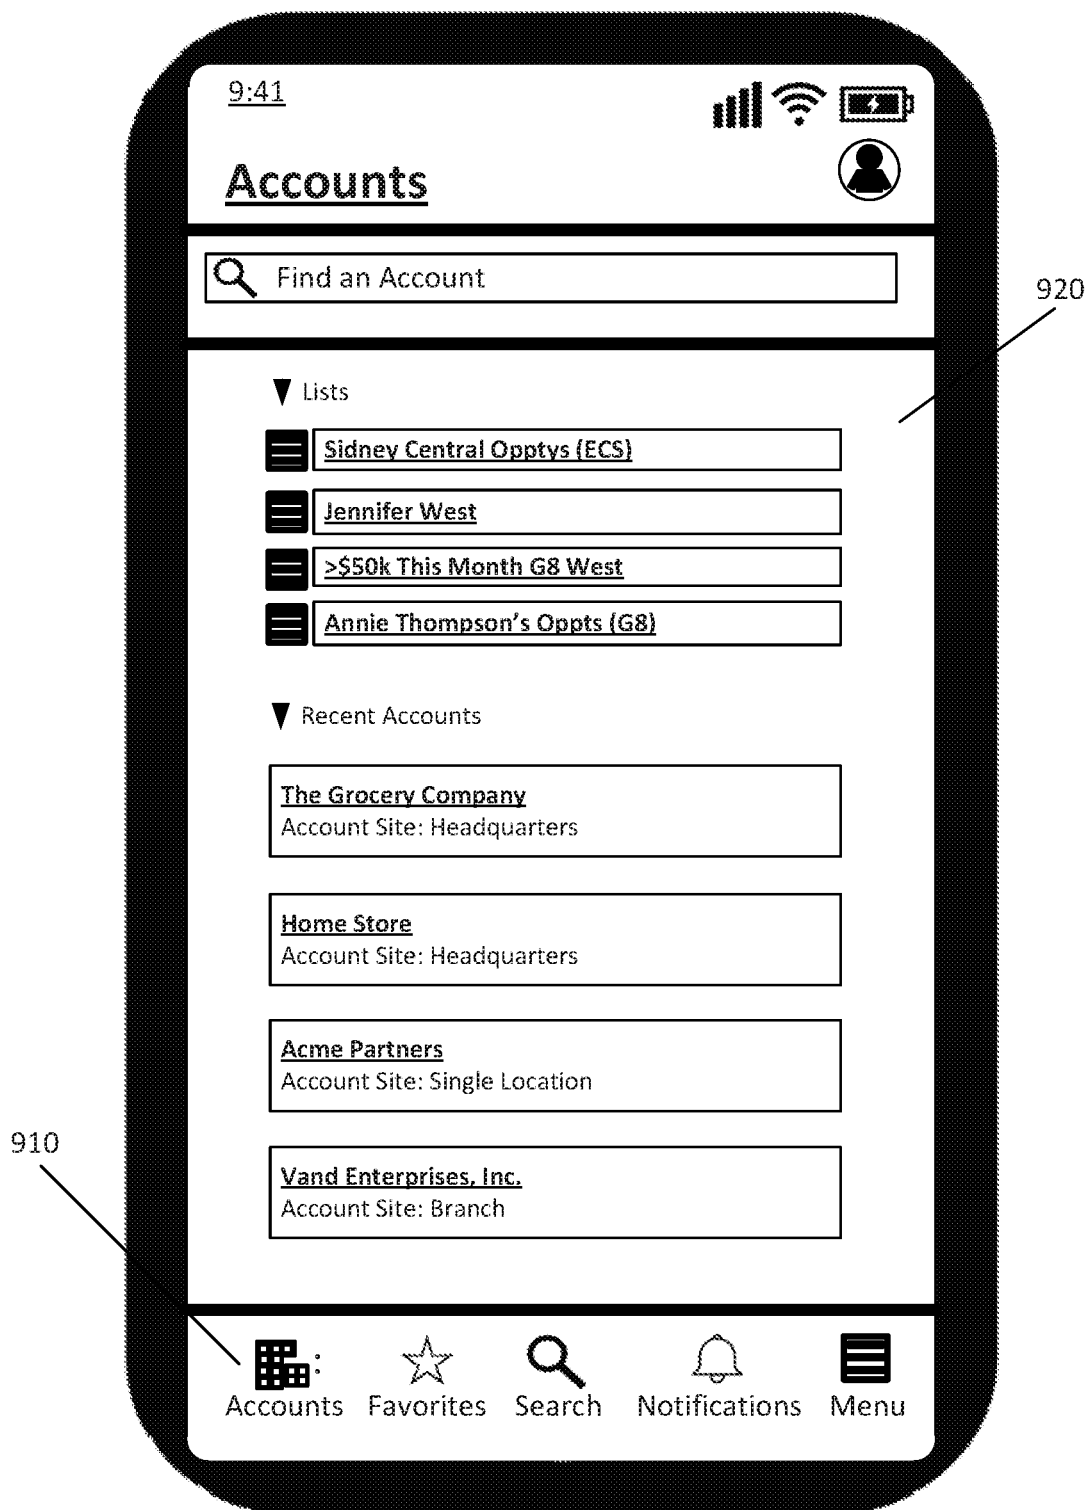 9:41
Accounts
Find an Account
920
Lists
Sidney Central Opptys (ECS)
Jennifer West
>$50k This Month G8 West
Annie Thompson's Oppts (G8)
Recent Accounts
The Grocery Company
Account Site: Headquarters
Home Store
Account Site: Headquarters
Acme Partners
Account Site: Single Location
910
Vand Enterprises, Inc.
Account Site: Branch
Accounts Favorites Search Notifications Menu